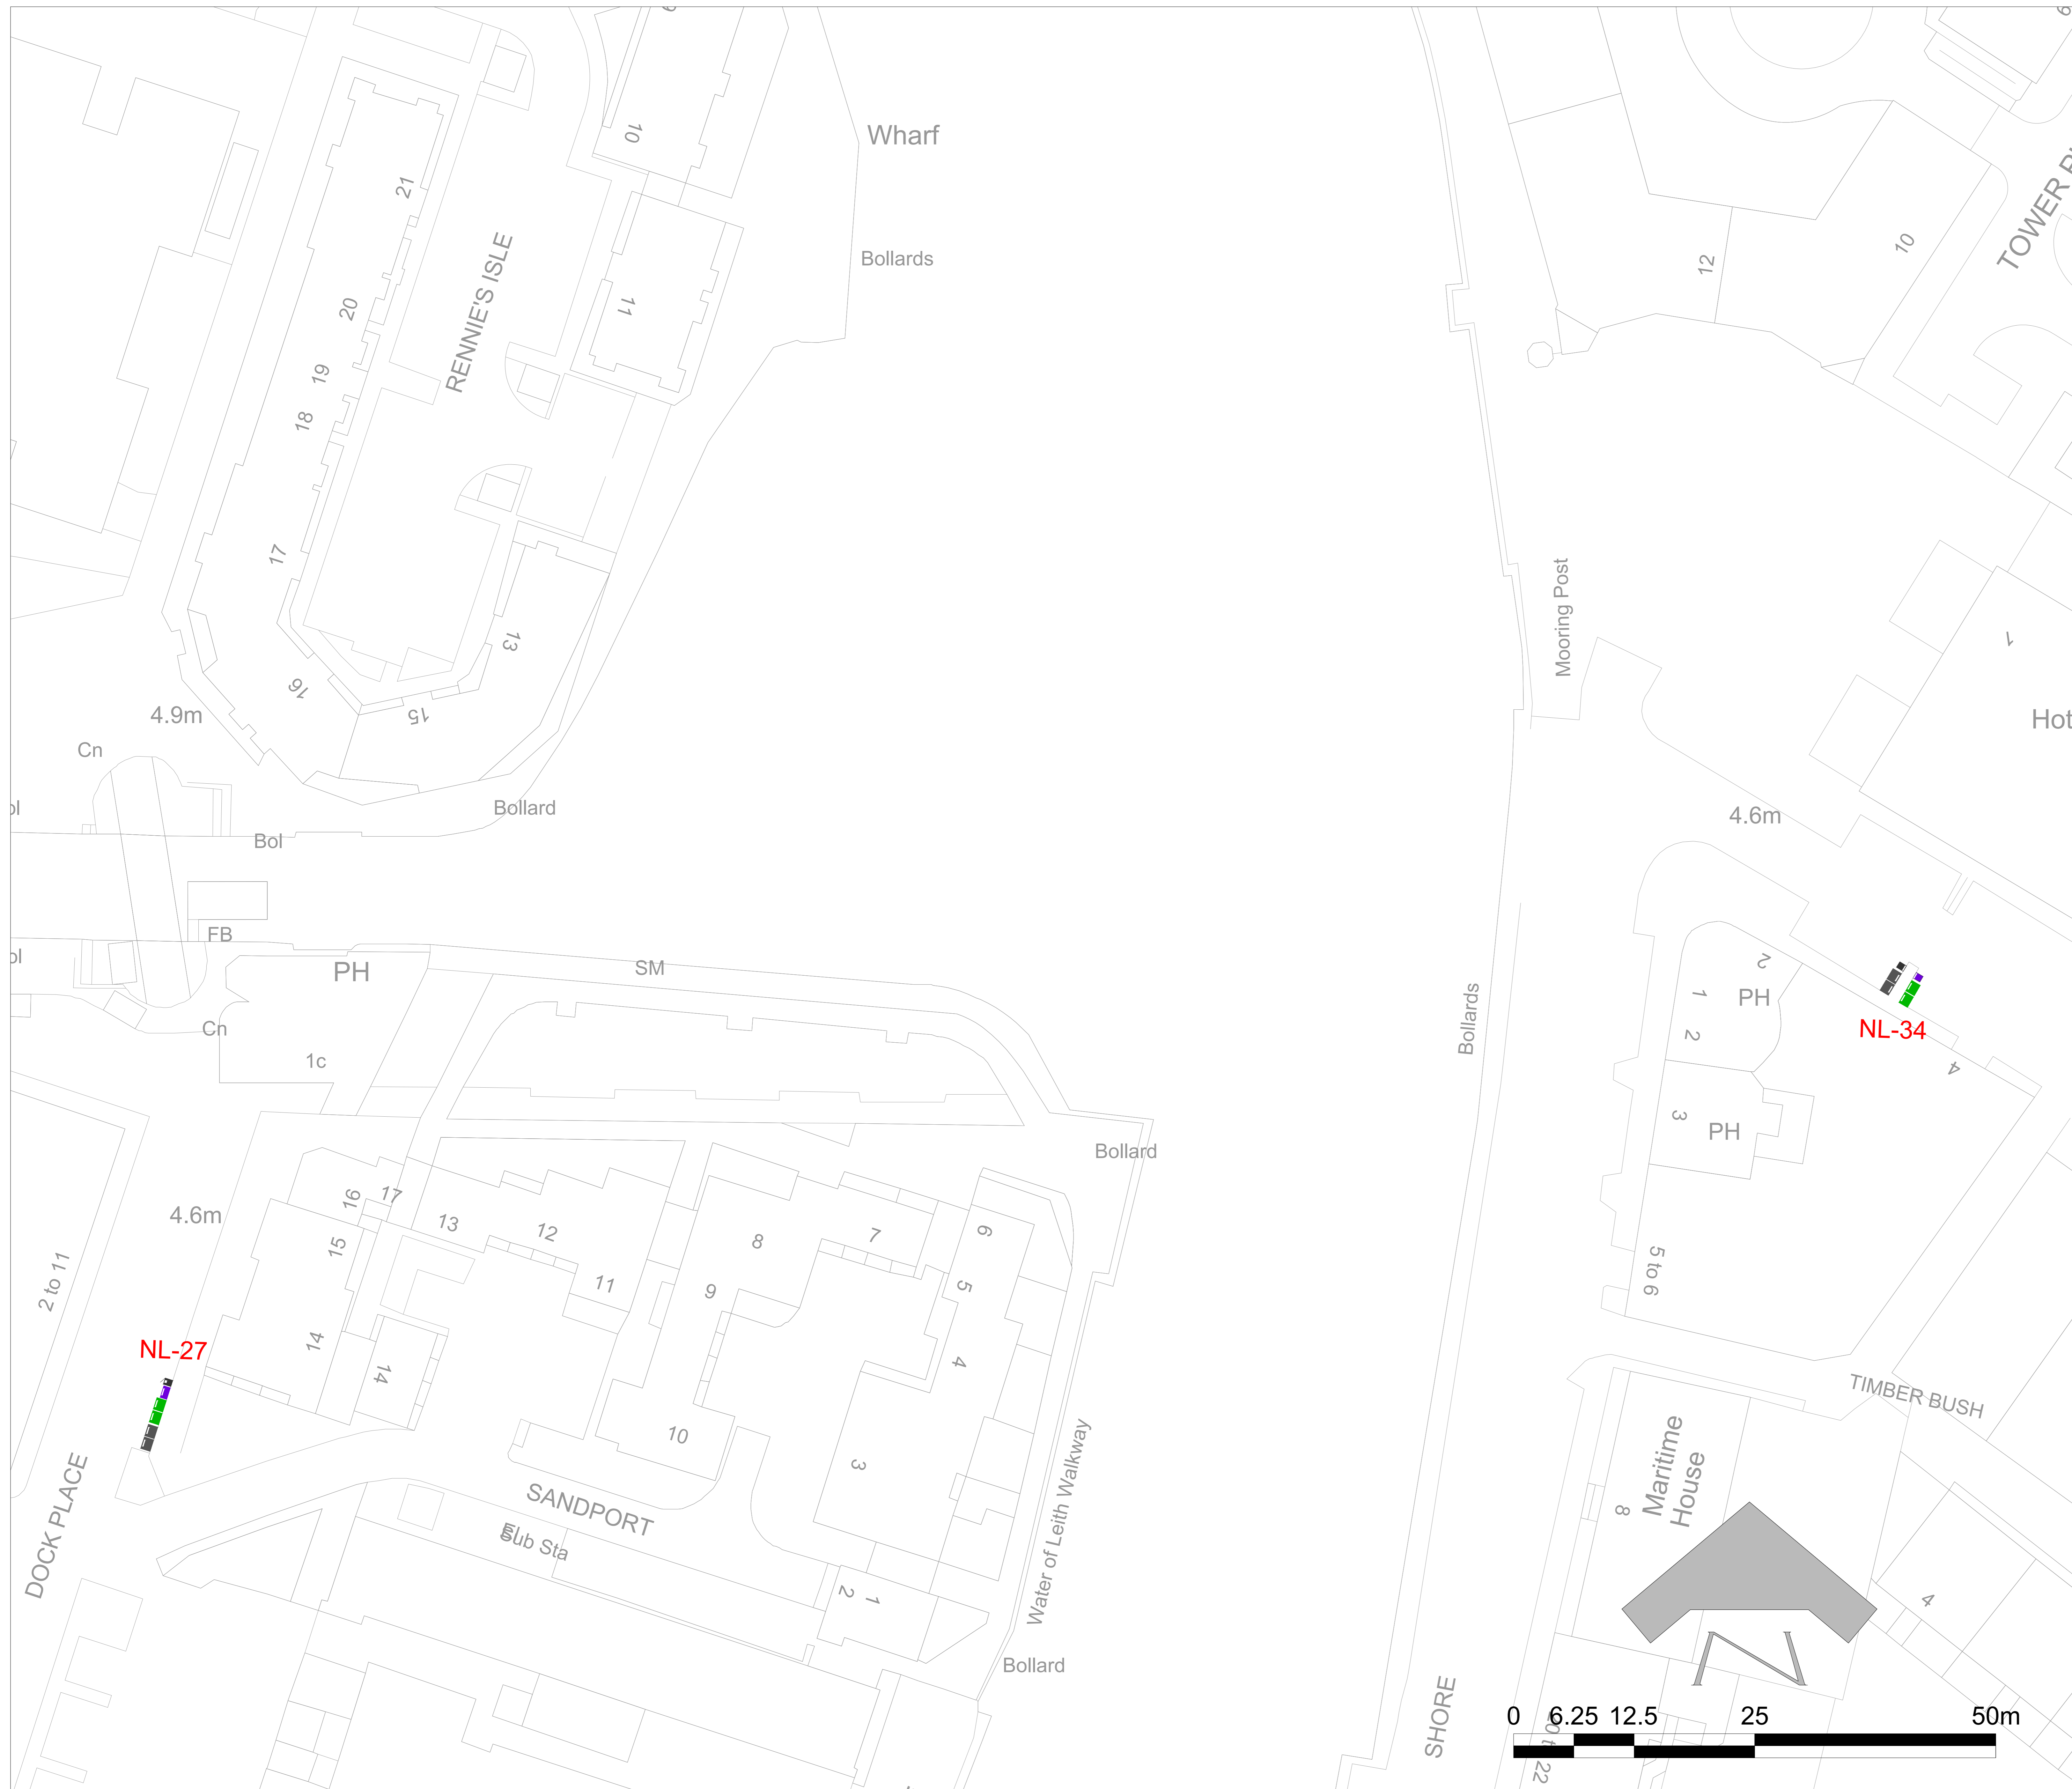 10
Wharf
21
12
10
Bollards
RENNIE'S ISLE
20
11
19
18
Mooring Post
17
13
1
16
15
4.9m
Cn
Bollard
4.6m
Bol
FB
PH
SM
2
1
PH
2
Bollards
NL-34
Cn
1c
4
3
PH
Bollard
16
17
4.6m
13
12
15
8
7
6
5
5 to 6
2 to 11
11
9
NL-27
14
14
4
TIMBER BUSH
10
3
Maritime
House
8
DOCK PLACE
SANDPORT
El Sub Sta
Water of Leith Walkway
2
1
4
Bollard
SHORE
N
0 6.25 12.5 25 50m